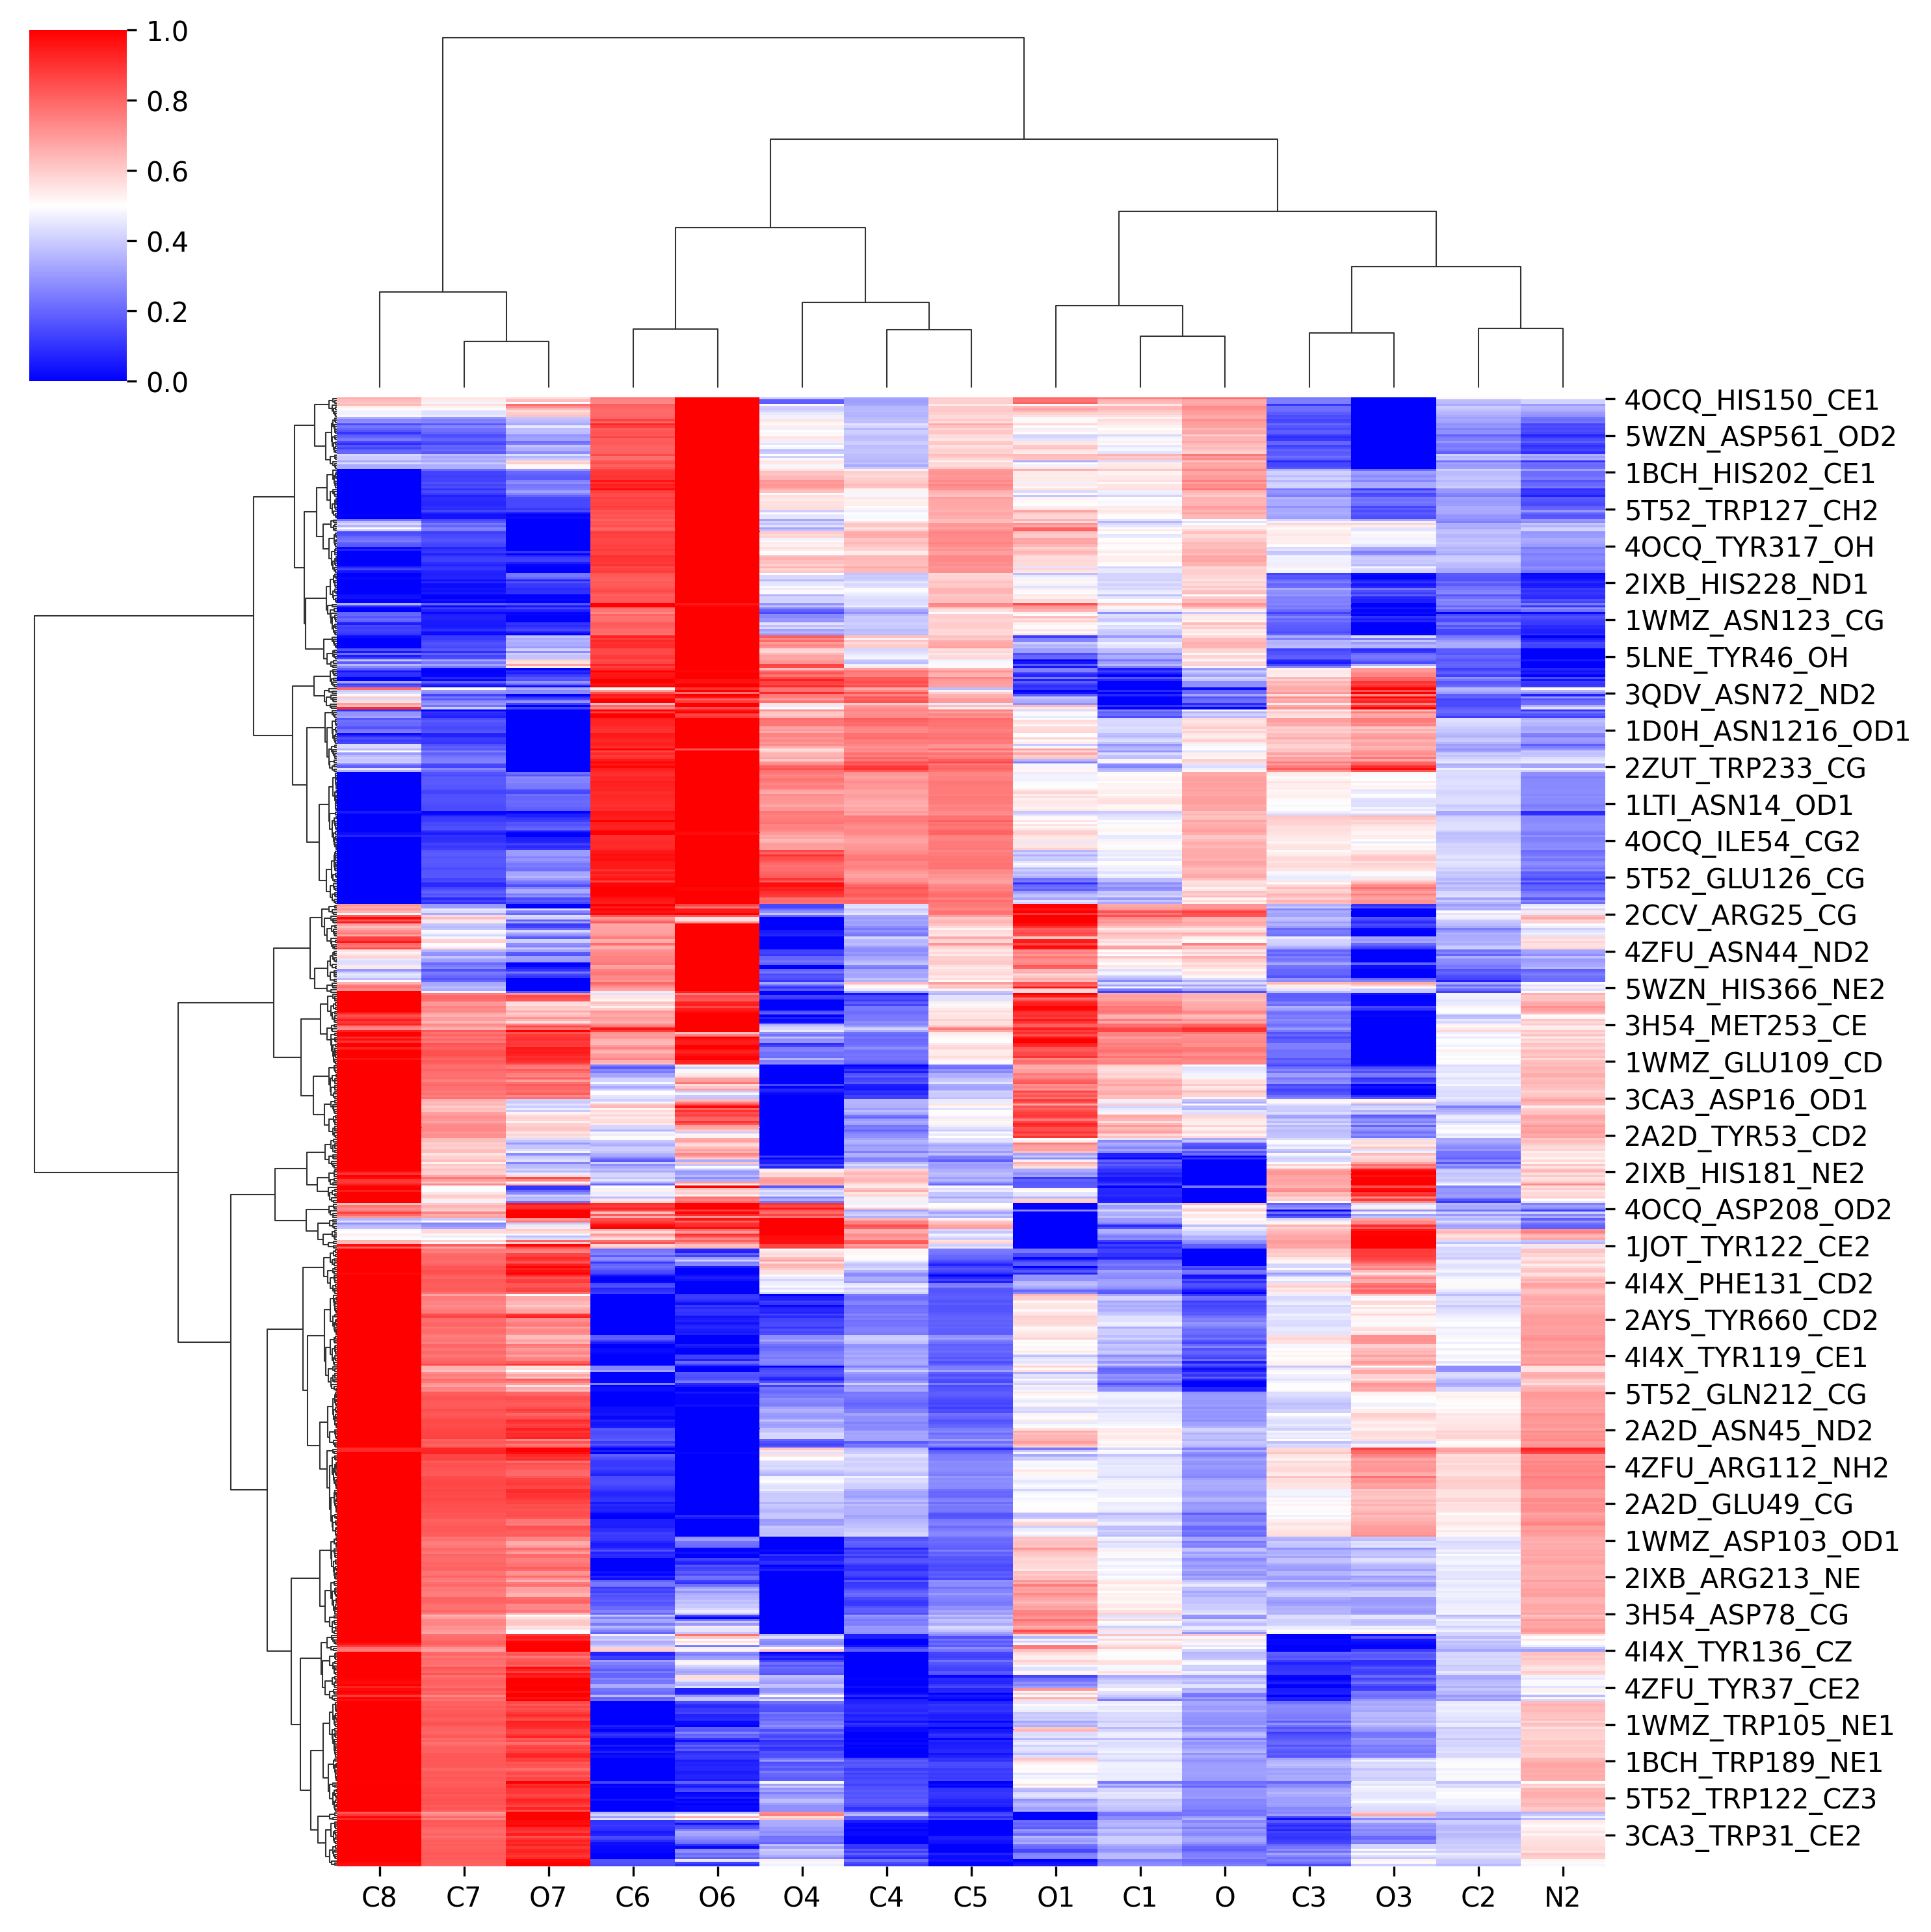 1.0
0.8
0.6
0.4
0.2
0.0
4OCQ_HIS150_CE1
5WZN_ASP561_OD2
1BCH_HIS202_CE1
5T52_TRP127_CH2
4OCQ_TYR317_OH
2IXB_HIS228_ND1
1WMZ_ASN123_CG
5LNE_TYR46_OH
3QDV_ASN72_ND2
1D0H_ASN1216_OD1
2ZUT_TRP233_CG
1LTI_ASN14_OD1
4OCQ_ILE54_CG2
5T52_GLU126_CG
2CCV_ARG25_CG
4ZFU_ASN44_ND2
5WZN_HIS366_NE2
3H54_MET253_CE
1WMZ_GLU109_CD
3CA3_ASP16_OD1
2A2D_TYR53_CD2
2IXB_HIS181_NE2
4OCQ_ASP208_OD2
1JOT_TYR122_CE2
4I4X_PHE131_CD2
2AYS_TYR660_CD2
4I4X_TYR119_CE1
5T52_GLN212_CG
2A2D_ASN45_ND2
4ZFU_ARG112_NH2
2A2D_GLU49_CG
1WMZ_ASP103_OD1
2IXB_ARG213_NE
3H54_ASP78_CG
4I4X_TYR136_CZ
4ZFU_TYR37_CE2
1WMZ_TRP105_NE1
1BCH_TRP189_NE1
5T52_TRP122_CZ3
3CA3_TRP31_CE2
C8 C7 O7 C6 O6 O4 C4 C5 O1 C1 O C3 O3 C2 N2